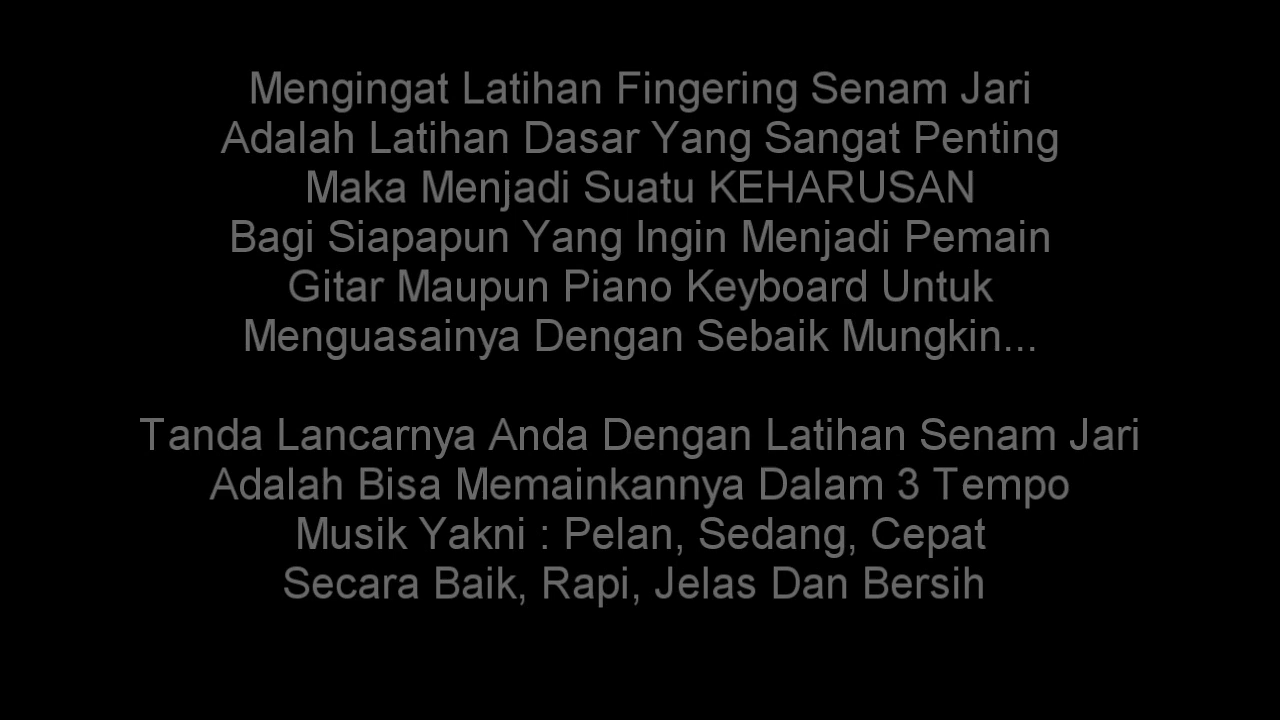 Mengingat Latihan Fingering Senam Jari
Adalah Latihan Dasar Yang Sangat Penting
Maka Menjadi Suatu KEHARUSAN
Bagi Siapapun Yang Ingin Menjadi Pemain
Gitar Maupun Piano Keyboard Untuk
Menguasainya Dengan Sebaik Mungkin...
Tanda Lancarnya Anda Dengan Latihan Senam Jari
Adalah Bisa Memainkannya Dalam 3 Tempo
Musik Yakni : Pelan, Sedang, Cepat
Secara Baik, Rapi, Jelas Dan Bersih